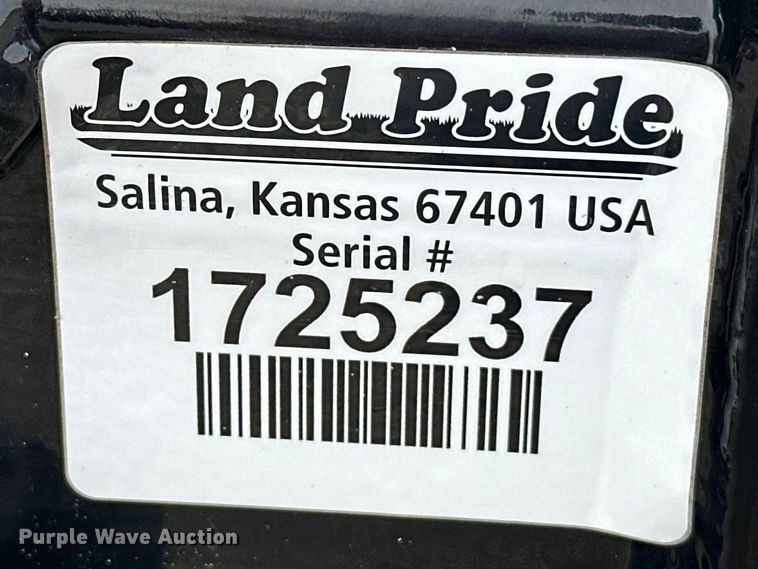 Land Pride
Salina, Kansas 67401 USA
Serial #
1725237
Purple Wave Auction